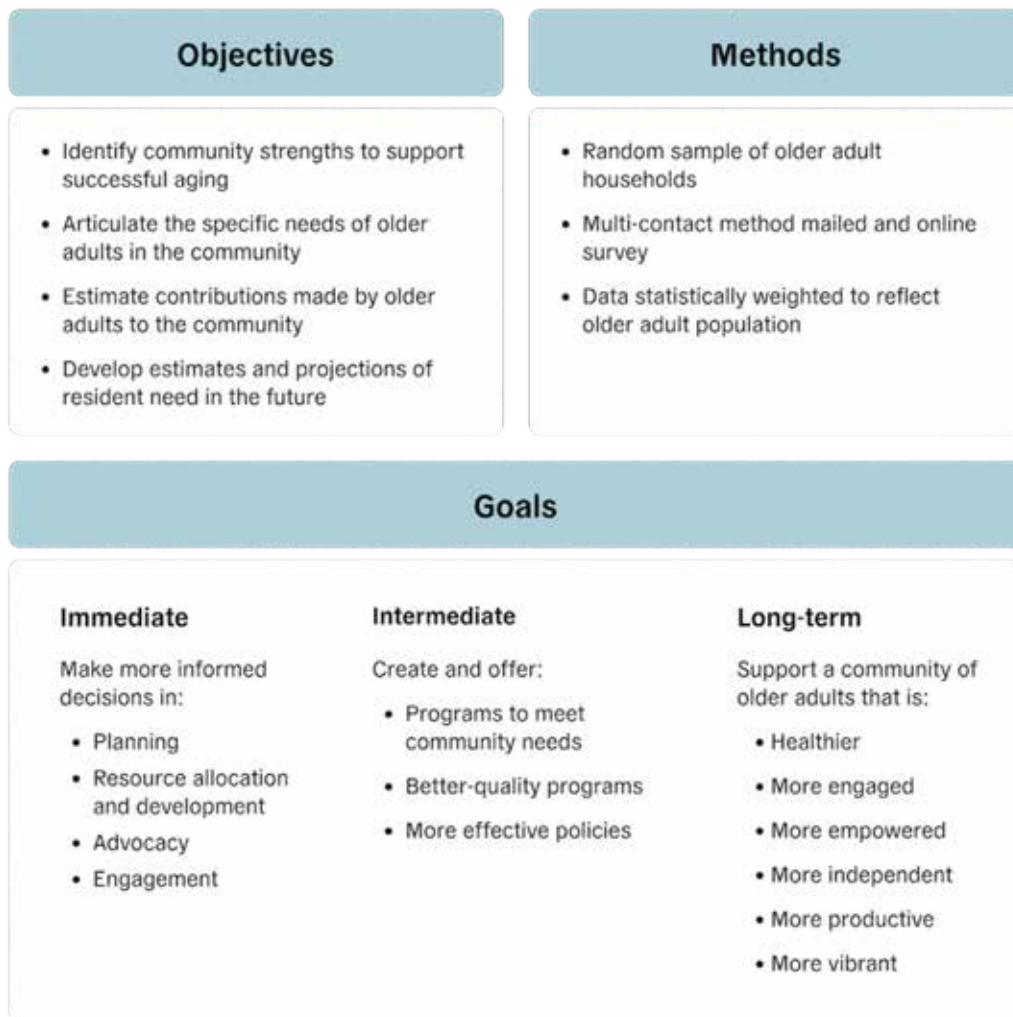 Objectives
• Identify community strengths to support
successful aging
• Articulate the specific needs of older
adults in the community
• Estimate contributions made by older
adults to the community
• Develop estimates and projections of
resident need in the future
Methods
• Random sample of older adult
households
• Multi-contact method mailed and online
survey
• Data statistically weighted to reflect
older adult population
Goals
Immediate
Make more informed
decisions in:
• Planning
• Resource allocation
and development
• Advocacy
• Engagement
Intermediate
Create and offer:
• Programs to meet
community needs
• Better-quality programs
• More effective policies
Long-term
Support a community of
older adults that is:
• Healthier
• More engaged
• More empowered
• More independent
• More productive
• More vibrant